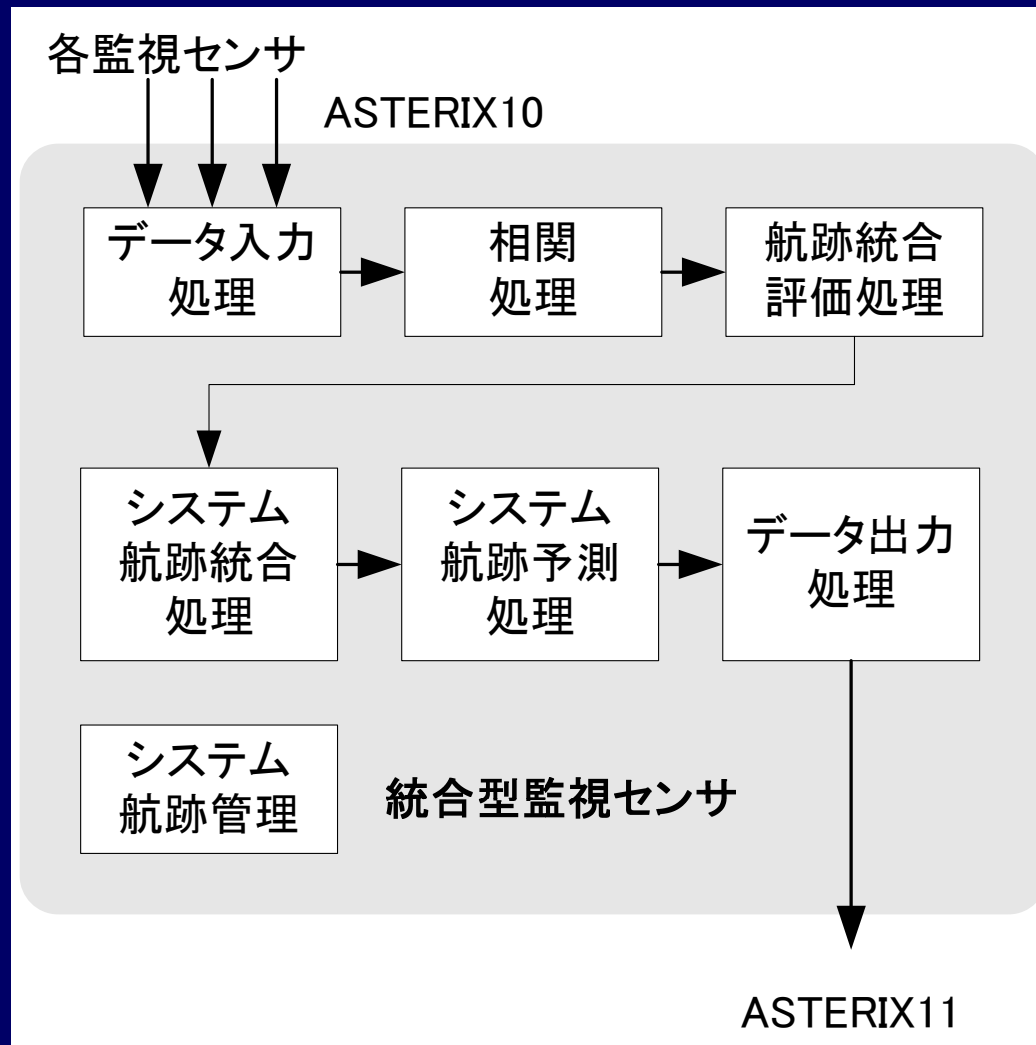 各監視センサ
ASTERIX10
データ入力
処理
相関
処理
航跡統合
評価処理
システム
航跡統合
処理
システム
航跡予測
処理
データ出力
処理
システム
航跡管理
統合型監視センサ
ASTERIX11